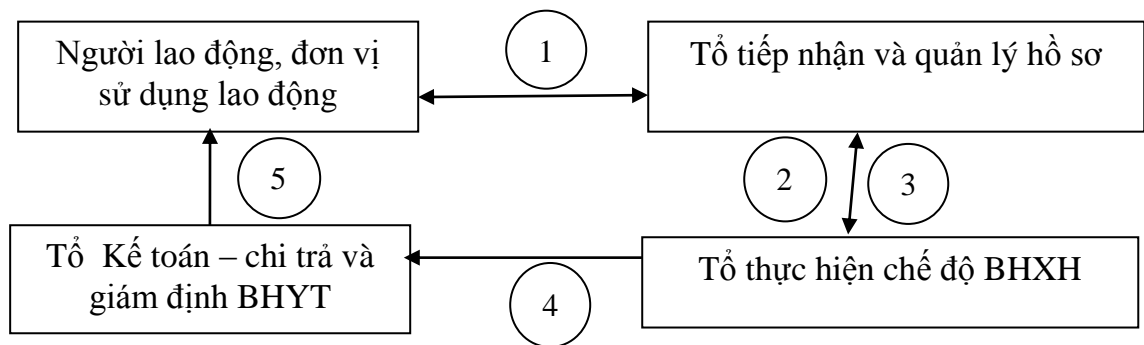 Người lao động, đơn vị
sử dụng lao động
1
Tổ tiếp nhận và quản lý hồ sơ
5
2
3
Tổ Kế toán – chi trả và
giám định BHYT
4
Tổ thực hiện chế độ BHXH